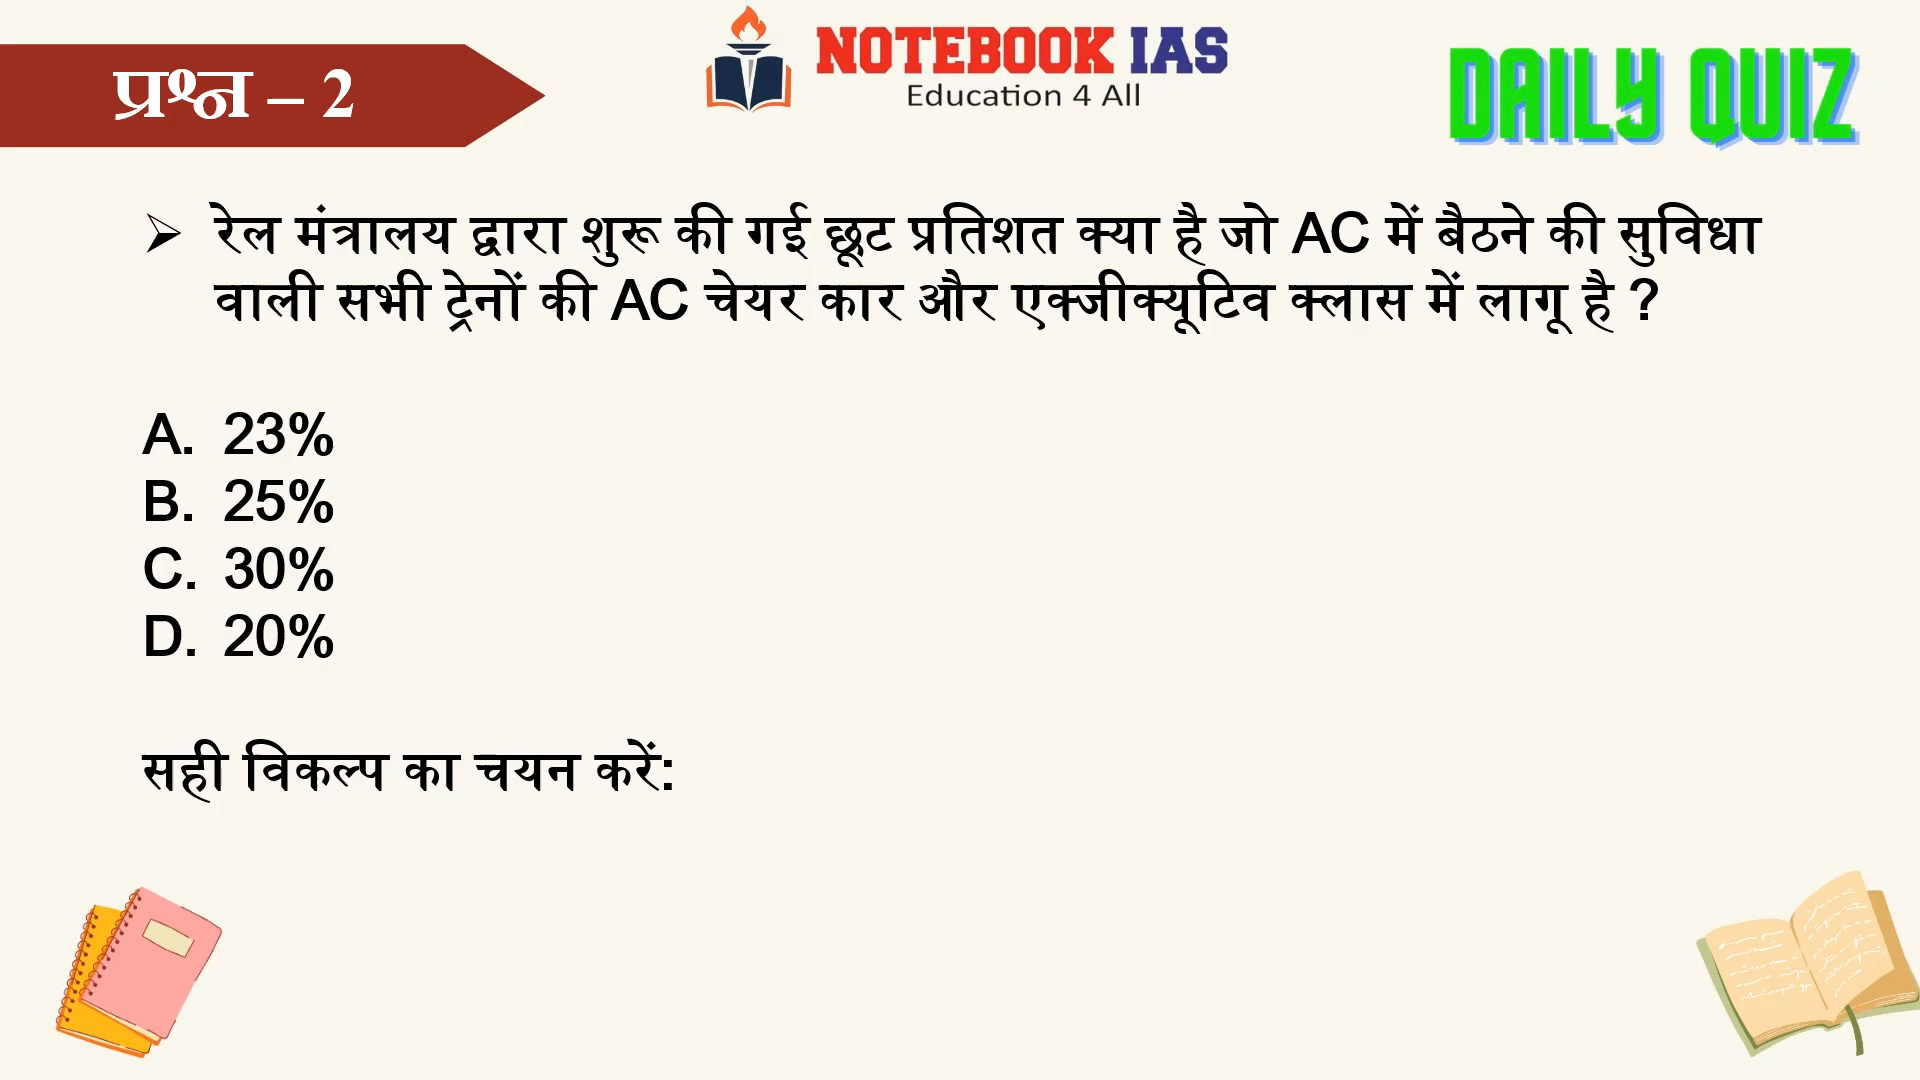 प्रश्न – 2
NOTEBOOK IAS
Education 4 All
DAILY QUIZ
➢ रेल मंत्रालय द्वारा शुरू की गई छूट प्रतिशत क्या है जो AC में बैठने की सुविधा
वाली सभी ट्रेनों की AC चेयर कार और एक्जीक्यूटिव क्लास में लागू है ?
A. 23%
B. 25%
C. 30%
D. 20%
सही विकल्प का चयन करें: